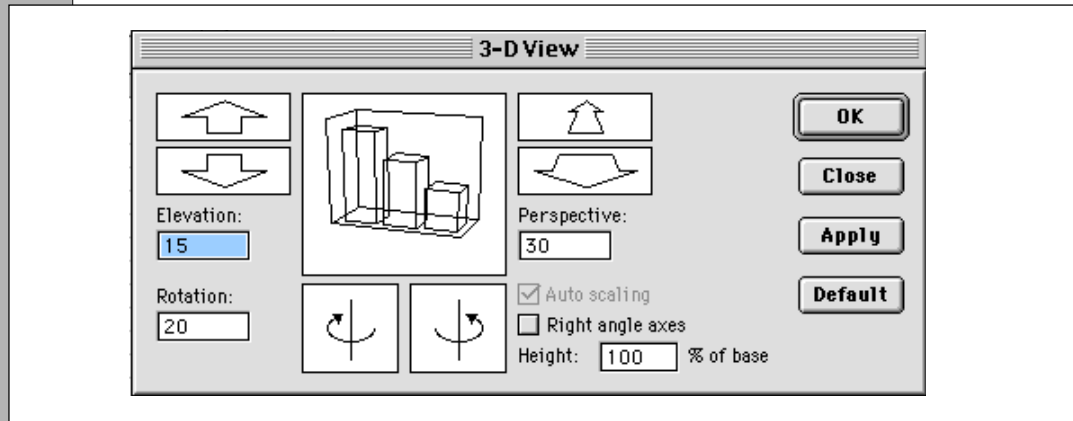 3-D View
Elevation:
15
Rotation:
20
Perspective:
30
Auto scaling
Right angle axes
Height: 100 % of base
OK
Close
Apply
Default